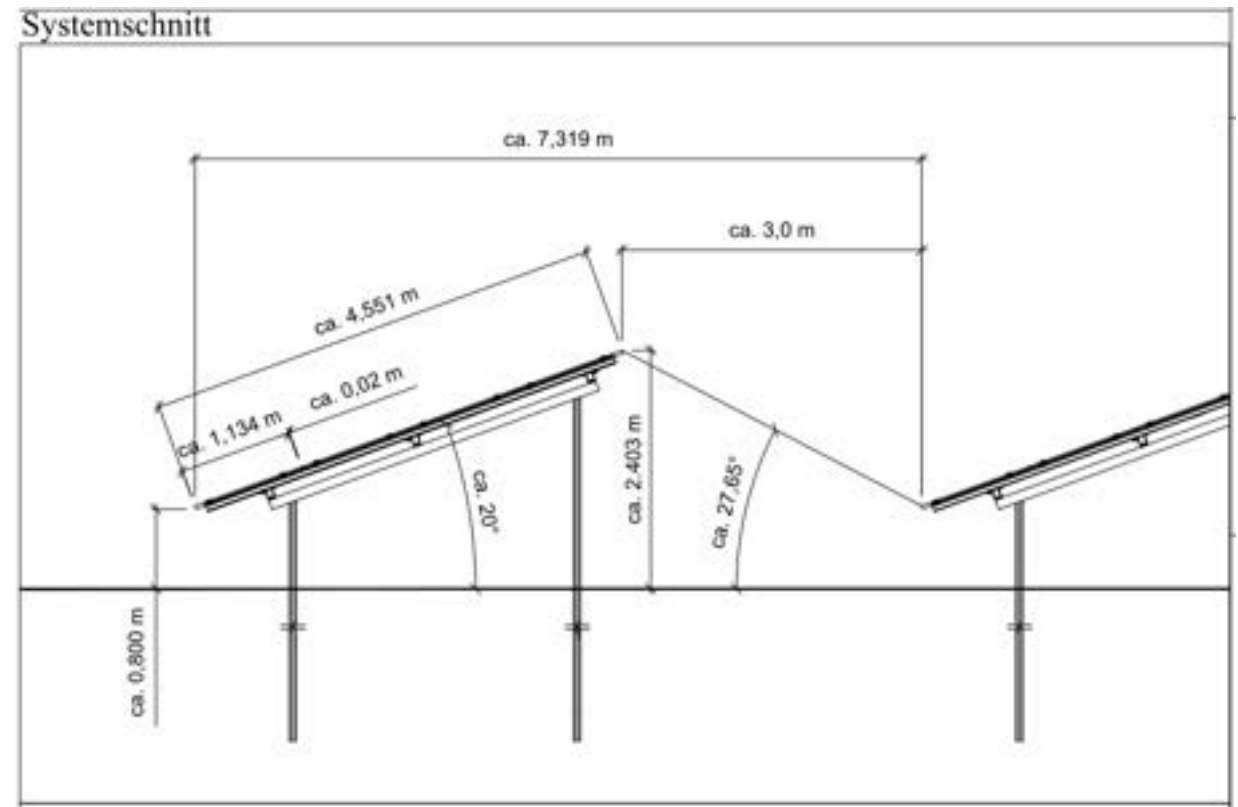 Systemschnitt
ca. 7,319 m
ca. 3,0 m
ca. 4,551 m
ca. 0,02 m
ca. 1,134 m
ca. 20°
ca. 2.403 m
ca. 27,65°
ca. 0,800 m